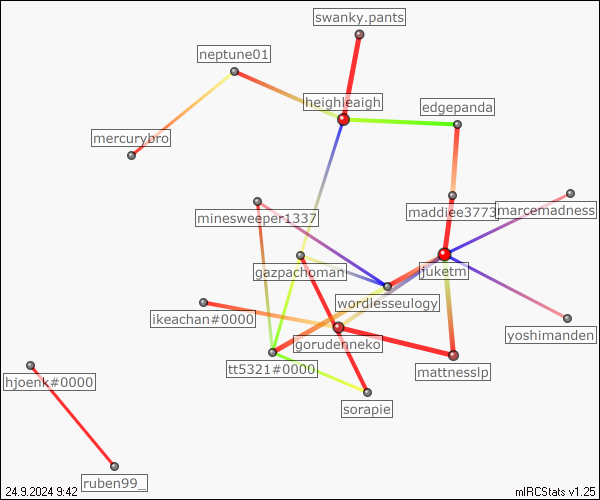 swanky.pants
neptune01
heighleaigh
edgepanda
mercurybro
maddiee3773
marcemadness
minesweeper1337
gazpachoman
juketm
wordlesseulogy
ikeachan#0000
yoshimanden
gorudenneko
tt5321#0000
mattnesslp
hjoenk#0000
sorapie
ruben99_
24.9.2024 9:42
mIRCStats v1.25